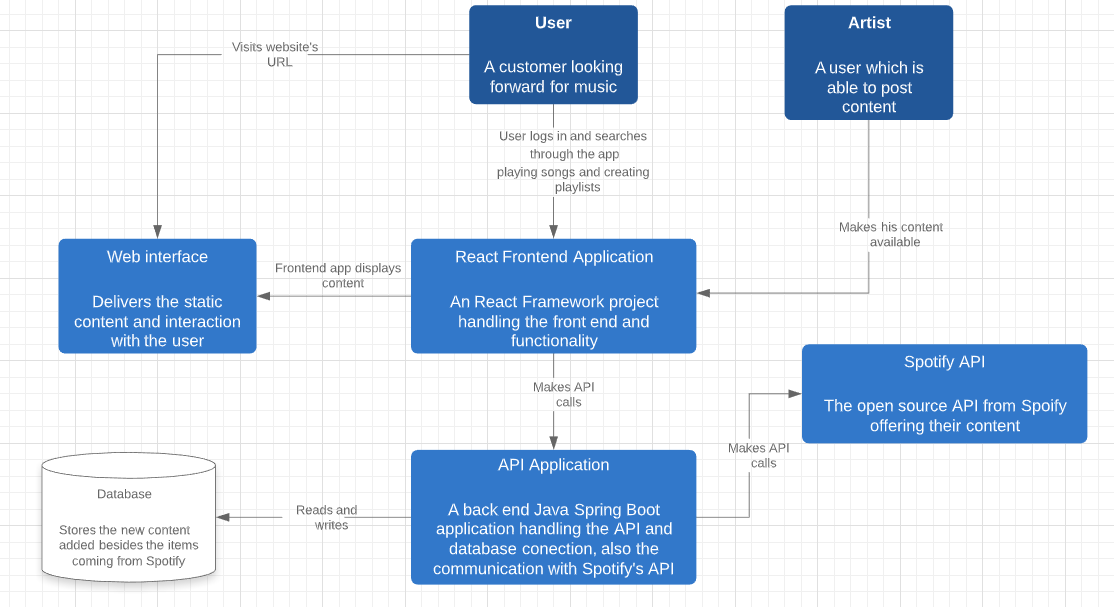 User
A customer looking
forward for music
Artist
A user which is
able to post
content
Visits website's
URL
User logs in and searches
through the app
playing songs and creating
playlists
Makes his content
available
Web interface
Delivers the static
content and interaction
with the user
Frontend app displays
content
React Frontend Application
An React Framework project
handling the front end and
functionality
Makes API
calls
Spotify API
The open source API from Spoify
offering their content
Makes API
calls
API Application
A back end Java Spring Boot
application handling the API and
database conection, also the
communication with Spotify's API
Reads and
writes
Database
Stores the new content
added besides the items
coming from Spotify